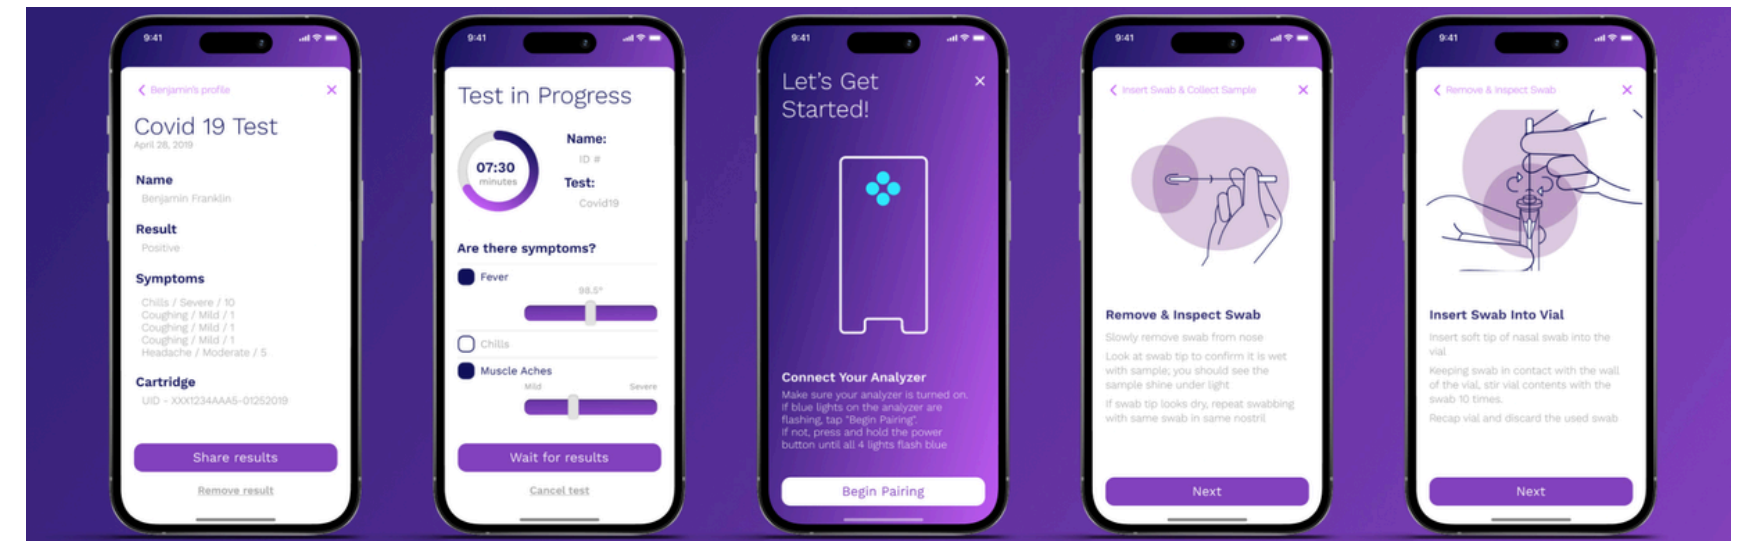 9:41
Benjamin's profile
Covid 19 Test
April 28, 2019
Name
Benjamin Franklin
Result
Positive
Symptoms
Chills / Severe / 10
Coughing / Mild / 1
Coughing / Mild / 1
Coughing / Mild / 1
Headache / Moderate / 5
Cartridge
UID - XXX1234AAA5-01252019
Share results
Remove result
9:41
Test in Progress
07:30
minutes
Name:
ID #
Test:
Covid19
Are there symptoms?
Fever
98.5°
Chills
Muscle Aches
Mild Severe
Wait for results
Cancel test
9:41
Let's Get
Started!
Connect Your Analyzer
Make sure your analyzer is turned on.
If blue lights on the analyzer are
flashing, tap "Begin Pairing".
If not, press and hold the power
button until all 4 lights flash blue
Begin Pairing
9:41
Insert Swab & Collect Sample
Remove & Inspect Swab
Slowly remove swab from nose
Look at swab tip to confirm it is wet
with sample; you should see the
sample shine under light
If swab tip looks dry, repeat swabbing
with same swab in same nostril
Next
9:41
Remove & Inspect Swab
Insert Swab Into Vial
Insert soft tip of nasal swab into the
vial
Keeping swab in contact with the wall
of the vial, stir vial contents with the
swab 10 times.
Recap vial and discard the used swab
Next